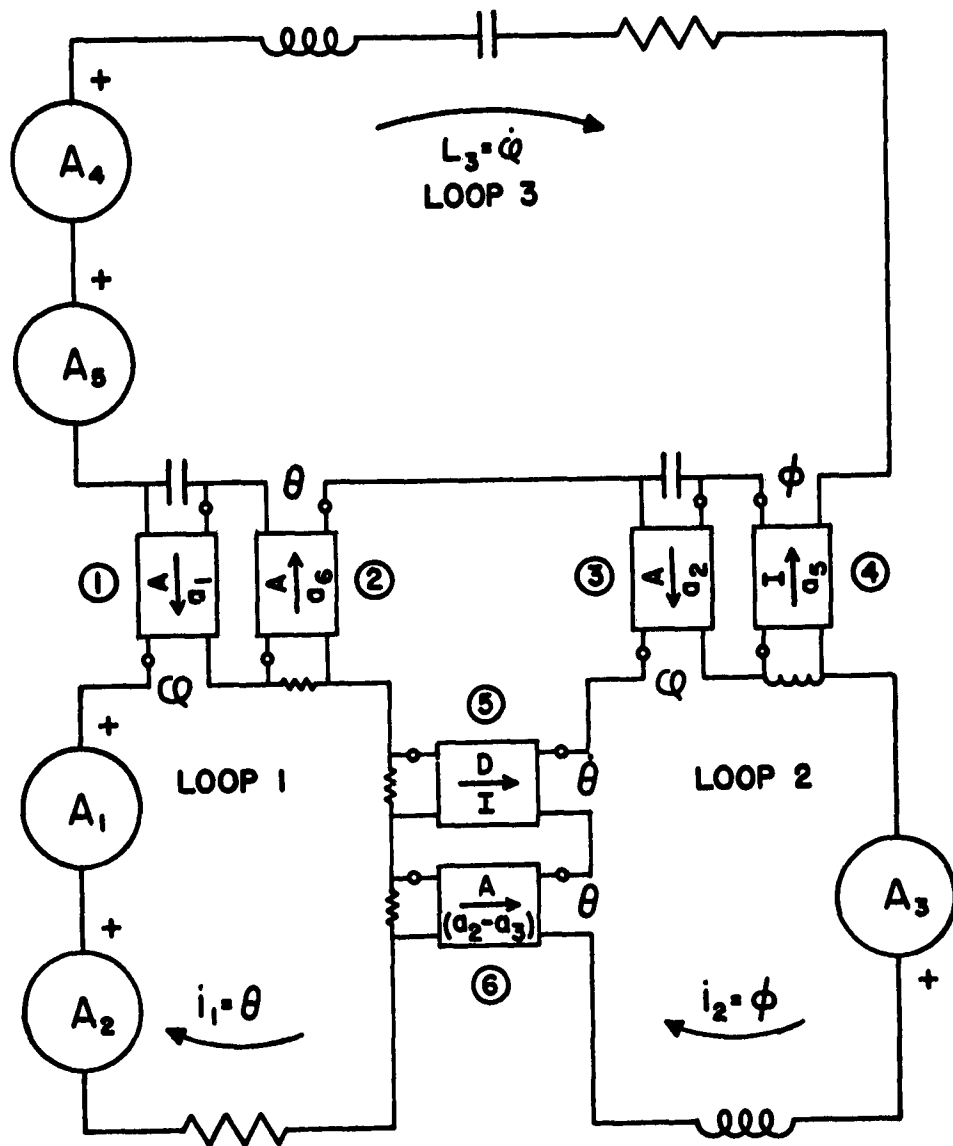 +
A₄
L₃=φ̇
LOOP 3
+
A₅
θ
φ
①
A
a₁
②
A
a₆
③
A
a₂
④
I
a₅
φ
φ
⑤
+
LOOP 1
D
I
θ̇
LOOP 2
A₁
+
A
(a₂-a₃)
θ
A₃
⑥
+
A₂
i₁=θ
i₂=ϕ